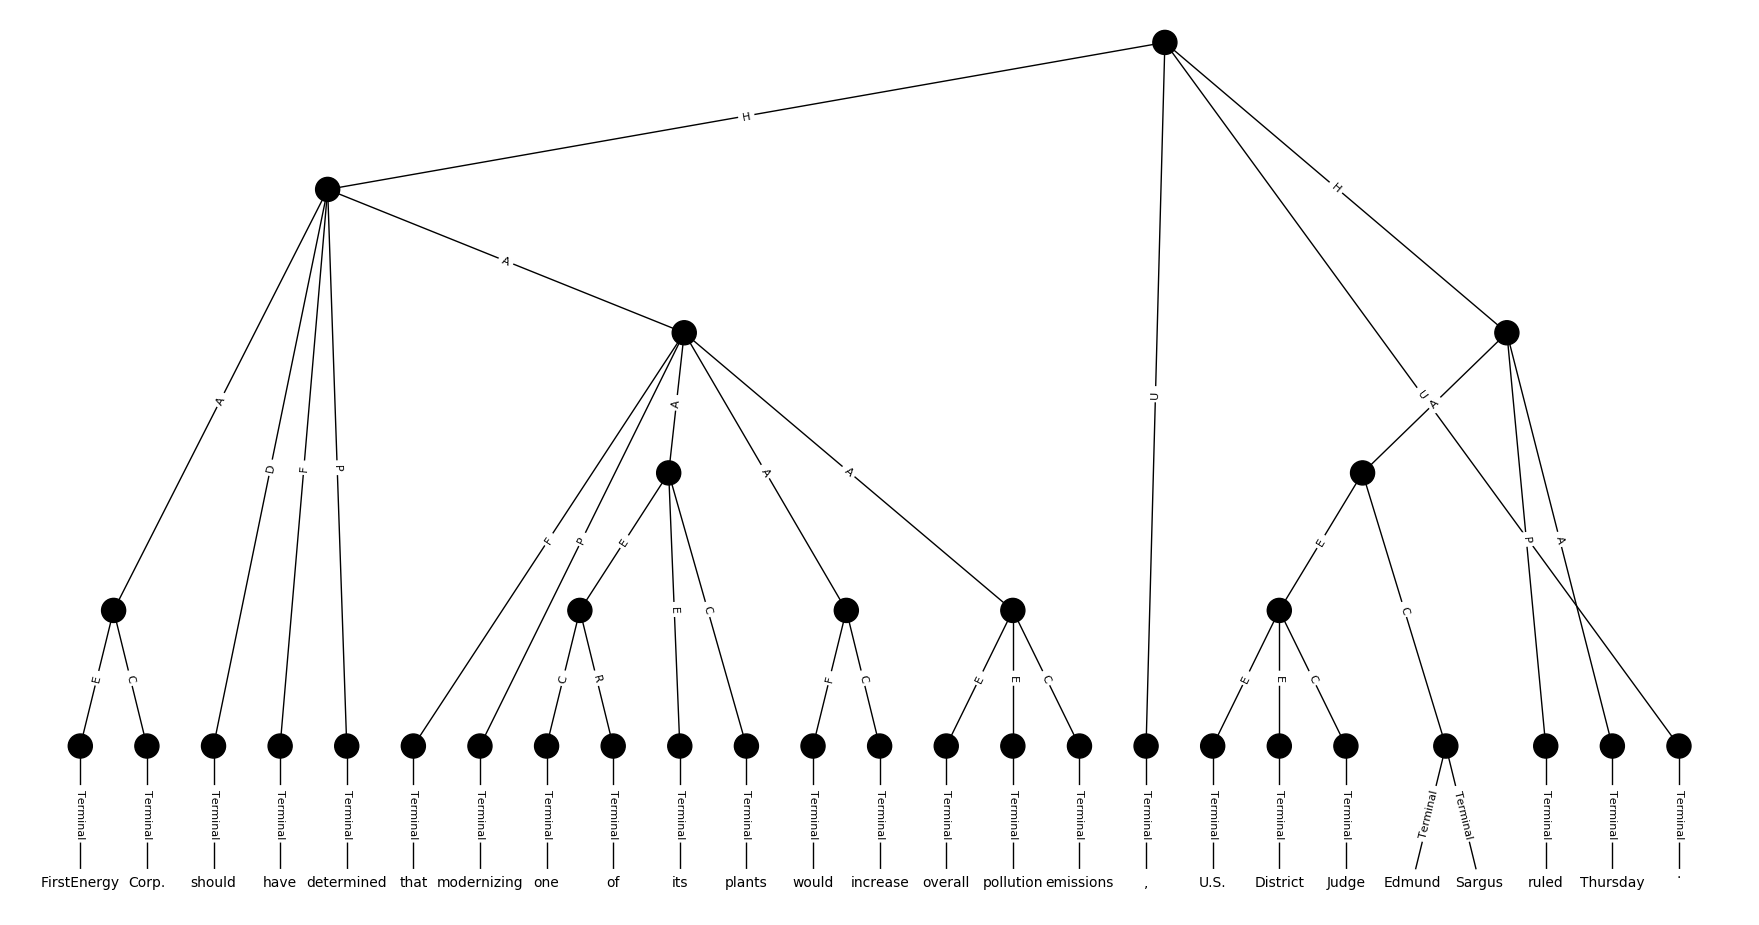 H
H
A
A
D
F
P
A
A
A
U
U
A
F
P
E
E
C
E
C
P
A
E
C
C
R
F
C
E
E
C
E
E
C
Terminal Terminal Terminal Terminal Terminal Terminal Terminal Terminal Terminal Terminal Terminal Terminal Terminal Terminal Terminal Terminal Terminal Terminal Terminal Terminal Terminal Terminal Terminal Terminal Terminal
FirstEnergy Corp. should have determined that modernizing one of its plants would increase overall pollution emissions , U.S. District Judge Edmund Sargus ruled Thursday .